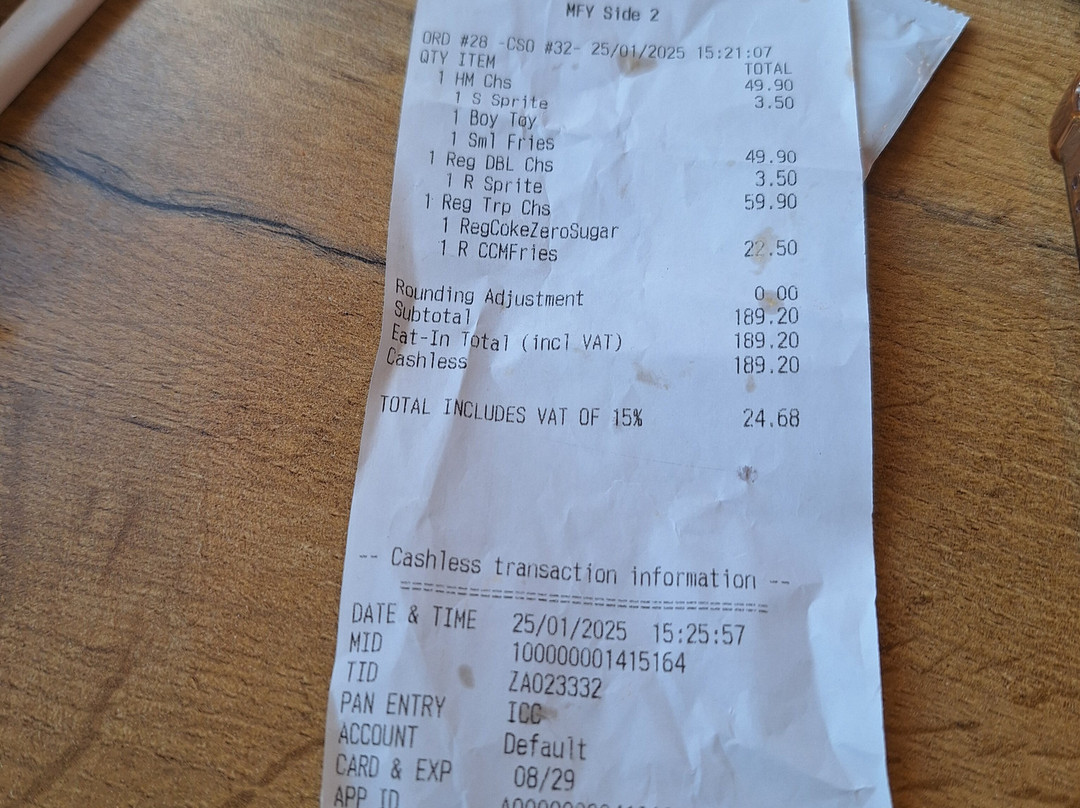 MFY Side 2
ORD #28 -CSO #32- 25/01/2025 15:21:07
QTY ITEM TOTAL
1 HM Chs 49.90
1 S Sprite 3.50
1 Boy Toy
1 Sml Fries
1 Reg DBL Chs 49.90
1 R Sprite 3.50
1 Reg Trp Chs 59.90
1 RegCokeZeroSugar
1 R CCMFries 22.50
Rounding Adjustment 0.00
Subtotal 189.20
Eat-In Total (incl VAT) 189.20
Cashless 189.20
TOTAL INCLUDES VAT OF 15% 24.68
-- Cashless transaction information --
DATE & TIME 25/01/2025 15:25:57
MID 100000001415164
TID ZA023332
PAN ENTRY ICC
ACCOUNT Default
CARD & EXP 08/29
APP ID